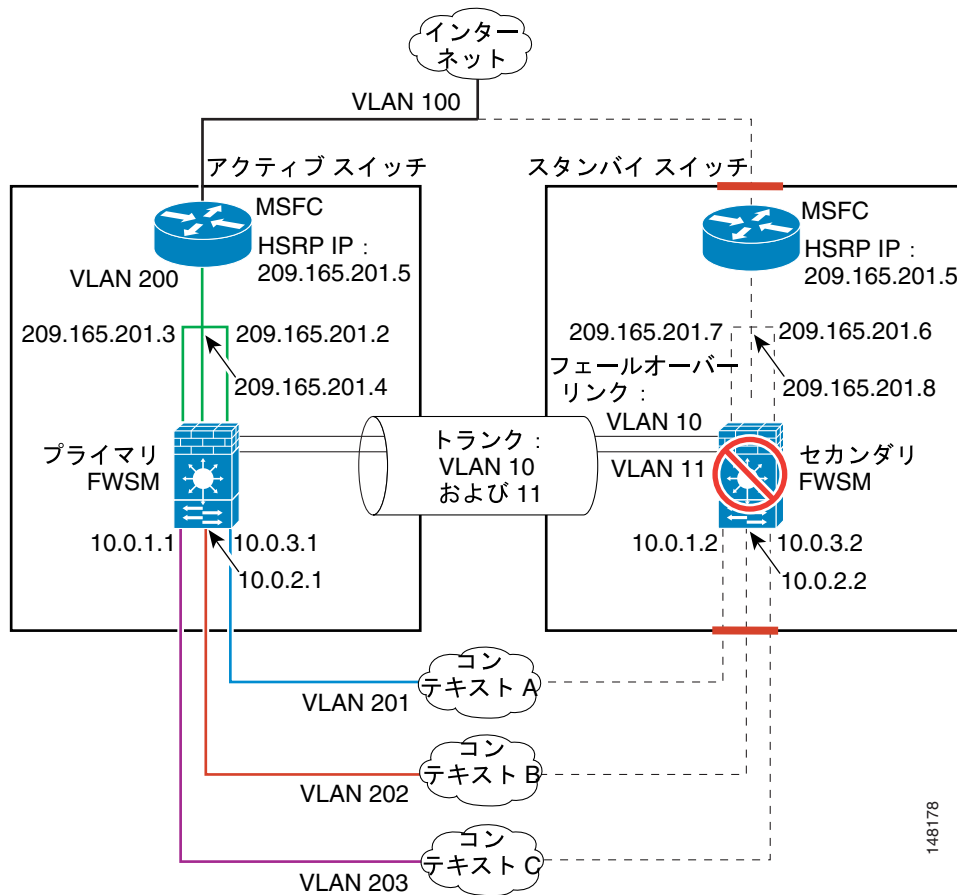 インター
ネット
VLAN 100
アクティブ スイッチ
スタンバイ スイッチ
MSFC
HSRP IP：
209.165.201.5
VLAN 200
209.165.201.3
209.165.201.2
209.165.201.4
MSFC
HSRP IP：
209.165.201.5
209.165.201.7
209.165.201.6
209.165.201.8
フェールオーバー
リンク：
VLAN 10
VLAN 11
トランク：
VLAN 10
および 11
プライマリ
FWSM
セカンダリ
FWSM
10.0.1.1
10.0.3.1
10.0.2.1
10.0.1.2
10.0.3.2
10.0.2.2
コン
テキスト A
VLAN 201
コン
テキスト B
VLAN 202
コン
テキスト C
VLAN 203
148178